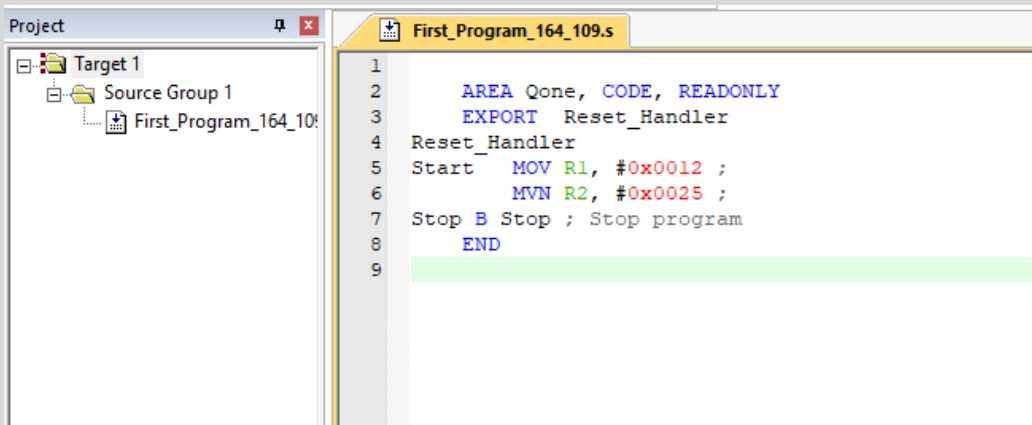 Project
Target 1
Source Group 1
First_Program_164_10
First_Program_164_109.s
1
2 AREA Qone, CODE, READONLY
3 EXPORT Reset_Handler
4 Reset_Handler
5 Start MOV R1, #0x0012 ;
6 MVN R2, #0x0025 ;
7 Stop B Stop ; Stop program
8 END
9